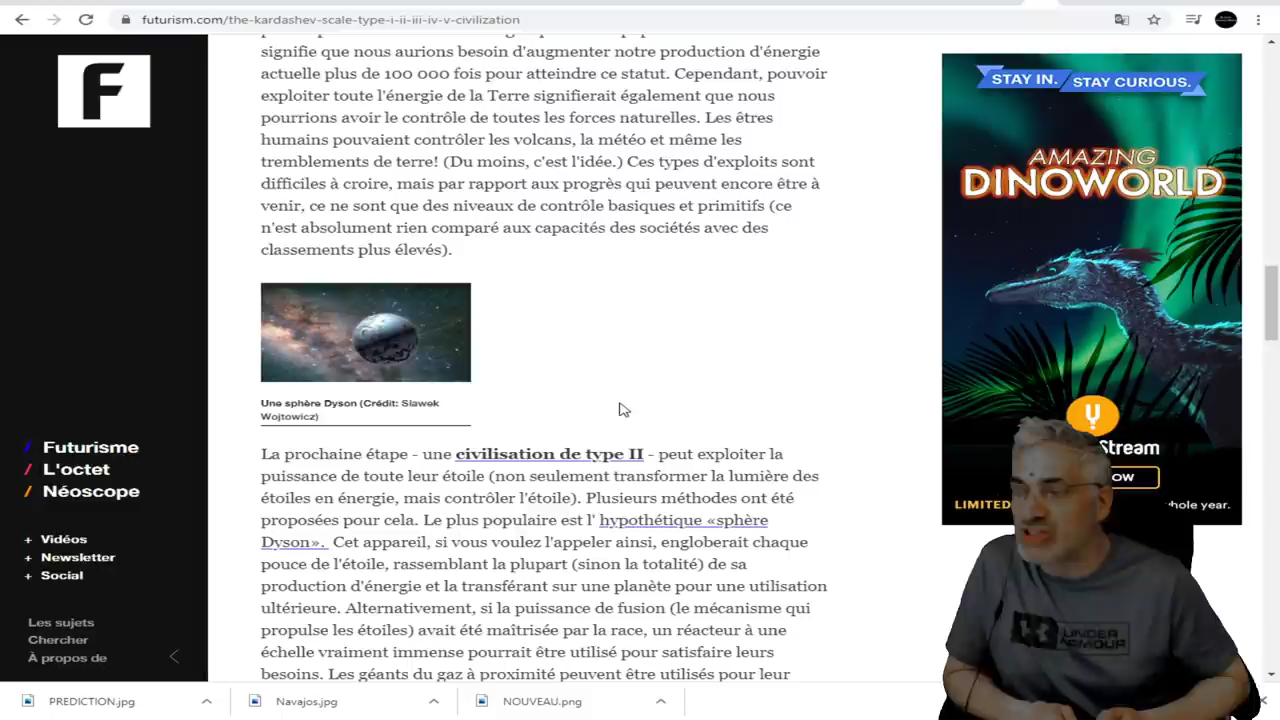 futurism.com/the-kardashev-scale-type-i-ii-iii-iv-v-civilization
F
signifie que nous aurions besoin d'augmenter notre production d'énergie
actuelle plus de 100 000 fois pour atteindre ce statut. Cependant, pouvoir
exploiter toute l'énergie de la Terre signifierait également que nous
pourrions avoir le contrôle de toutes les forces naturelles. Les êtres
humains pouvaient contrôler les volcans, la météo et même les
tremblements de terre! (Du moins, c'est l'idée.) Ces types d'exploits sont
difficiles à croire, mais par rapport aux progrès qui peuvent encore être à
venir, ce ne sont que des niveaux de contrôle basiques et primitifs (ce
n'est absolument rien comparé aux capacités des sociétés avec des
classements plus élevés).
Une sphère Dyson (Crédit: Slawek
Wojtowicz)
La prochaine étape - une civilisation de type II - peut exploiter la
puissance de toute leur étoile (non seulement transformer la lumière des
étoiles en énergie, mais contrôler l'étoile). Plusieurs méthodes ont été
proposées pour cela. Le plus populaire est l' hypothétique «sphère
Dyson». Cet appareil, si vous voulez l'appeler ainsi, engloberait chaque
pouce de l'étoile, rassemblant la plupart (sinon la totalité) de sa
production d'énergie et la transférant sur une planète pour une utilisation
ultérieure. Alternativement, si la puissance de fusion (le mécanisme qui
propulse les étoiles) avait été maîtrisée par la race, un réacteur à une
échelle vraiment immense pourrait être utilisé pour satisfaire leurs
besoins. Les géants du gaz à proximité peuvent être utilisés pour leur
/ Futurisme
/ L'octet
/ Néoscope
+ Vidéos
+ Newsletter
+ Social
Les sujets
Chercher
À propos de
STAY IN. STAY CURIOUS.
AMAZING
DINOWORLD
Stream
OW
LIMITED whole year.
UNDER
ARMOUR
PREDICTION.jpg
Navajos.jpg
NOUVEAU.png